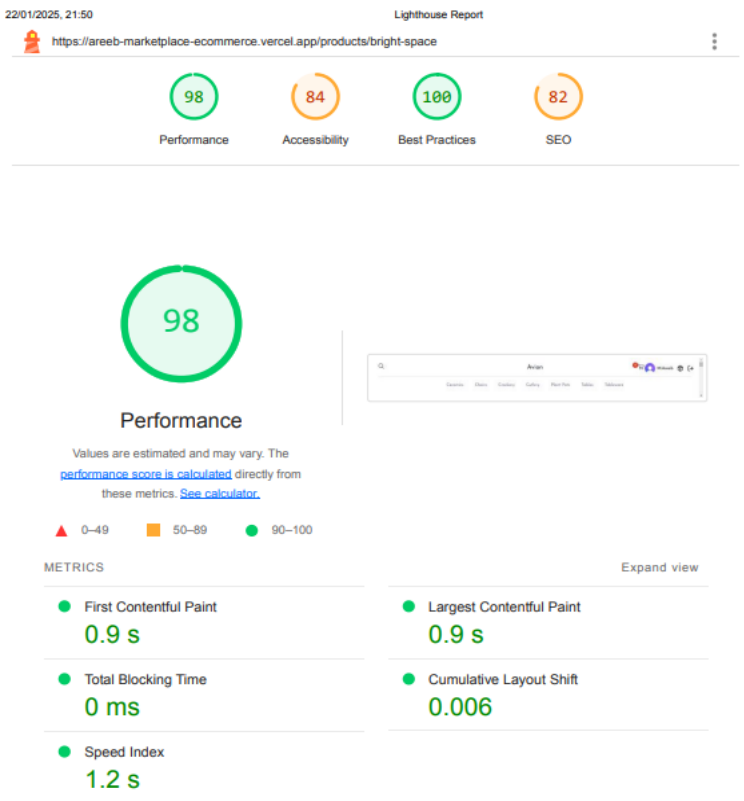 22/01/2025, 21:50 Lighthouse Report
https://areeb-marketplace-ecommerce.vercel.app/products/bright-space
98 84 100 82
Performance Accessibility Best Practices SEO
98
Avian
Performance
Values are estimated and may vary. The
performance score is calculated directly from
these metrics. See calculator.
0–49 50–89 90–100
METRICS Expand view
First Contentful Paint
0.9 s
Largest Contentful Paint
0.9 s
Total Blocking Time
0 ms
Cumulative Layout Shift
0.006
Speed Index
1.2 s